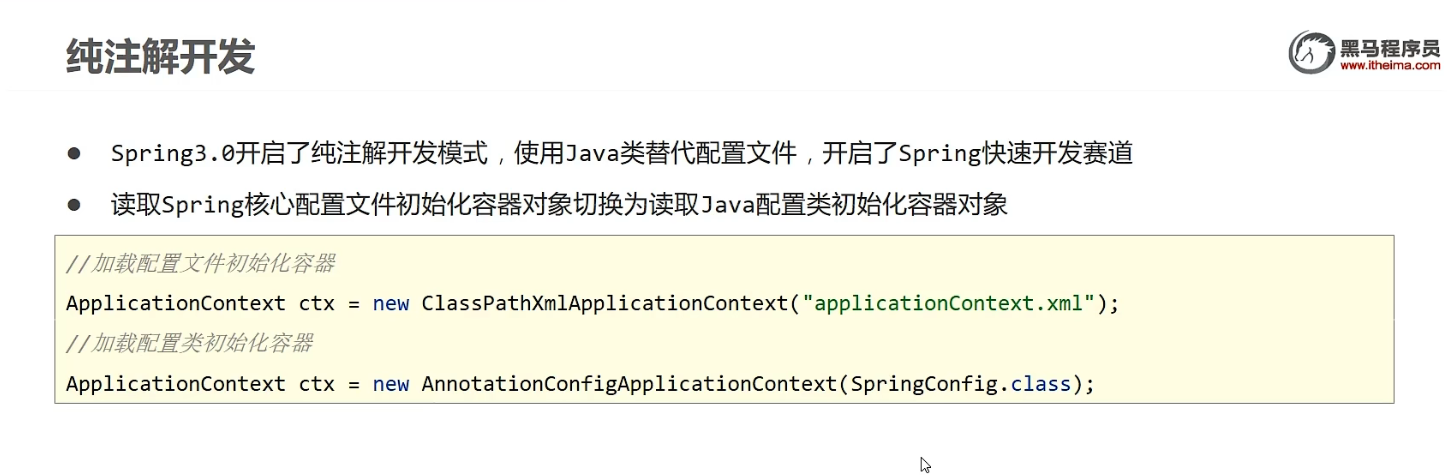 纯注解开发
黑马程序员
www.itheima.com
● Spring3.0开启了纯注解开发模式，使用Java类替代配置文件，开启了Spring快速开发赛道
● 读取Spring核心配置文件初始化容器对象切换为读取Java配置类初始化容器对象
//加载配置文件初始化容器
ApplicationContext ctx = new ClassPathXmlApplicationContext("applicationContext.xml");
//加载配置类初始化容器
ApplicationContext ctx = new AnnotationConfigApplicationContext(SpringConfig.class);